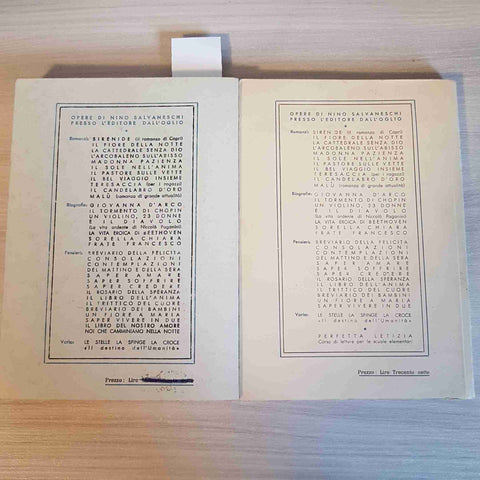 OPERE DI NINO SALVANESCHI
PRESSO L'EDITORE DALL'OGLIO
Romanzi: SIRENIDE (il romanzo di Capri)
IL FIORE DELLA NOTTE
LA CATTEDRALE SENZA DIO
L'ARCOBALENO SULL'ABISSO
MADONNA PAZIENZA
IL SOLE NELL'ANIMA
IL PASTORE SULLE VETTE
IL BEL VIAGGIO INSIEME
TERESACCIA (per i ragazzi)
IL CANDELABRO D'ORO
MALÙ (romanzo di grande attualità)
Biografie: GIOVANNA D'ARCO
IL TORMENTO DI CHOPIN
UN VIOLINO, 23 DONNE
E IL DIAVOLO
(La vita ardente di Niccolò Paganini)
LA VITA EROICA DI BEETHOVEN
SORELLA CHIARA
FRATE FRANCESCO
Pensiero: BREVIARIO DELLA FELICITÀ
CONSOLAZIONI
CONTEMPLAZIONI
DEL MATTINO E DELLA SERA
SAPER AMARE
SAPER SOFFRIRE
SAPER CREDERE
IL ROSARIO DELLA SPERANZA
IL LIBRO DELL'ANIMA
IL TRITTICO DEL CUORE
BREVIARIO DEI BAMBINI
UN FIORE A MARIA
SAPER VIVERE IN DUE
IL LIBRO DEL NOSTRO AMORE
NOI CHE CAMMINIAMO NELLA NOTTE
Varia: LE STELLE LA SPINGE LA CROCE
«Il destino dell'Umanità»
Prezzo: Lire
OPERE DI NINO SALVANESCHI
PRESSO L'EDITORE DALL'OGLIO
Romanzi: SIRENIDE (il romanzo di Capri)
IL FIORE DELLA NOTTE
LA CATTEDRALE SENZA DIO
L'ARCOBALENO SULL'ABISSO
MADONNA PAZIENZA
IL SOLE NELL'ANIMA
IL PASTORE SULLE VETTE
IL BEL VIAGGIO INSIEME
TERESACCIA (per i ragazzi)
IL CANDELABRO D'ORO
MALÙ (romanzo di grande attualità)
Biografie: GIOVANNA D'ARCO
IL TORMENTO DI CHOPIN
UN VIOLINO, 23 DONNE
E IL DIAVOLO
(La vita ardente di Niccolò Paganini)
LA VITA EROICA DI BEETHOVEN
SORELLA CHIARA
FRATE FRANCESCO
Pensiero: BREVIARIO DELLA FELICITÀ
CONSOLAZIONI
CONTEMPLAZIONI
DEL MATTINO E DELLA SERA
SAPER AMARE
SAPER SOFFRIRE
SAPER CREDERE
IL ROSARIO DELLA SPERANZA
IL LIBRO DELL'ANIMA
IL TRITTICO DEL CUORE
BREVIARIO DEI BAMBINI
UN FIORE A MARIA
SAPER VIVERE IN DUE
Varia: LE STELLE LA SPINGE LA CROCE
«Il destino dell'Umanità»
PERFETTA LETIZIA
Corso di letture per le scuole elementari
Prezzo: Lire Trecento nette